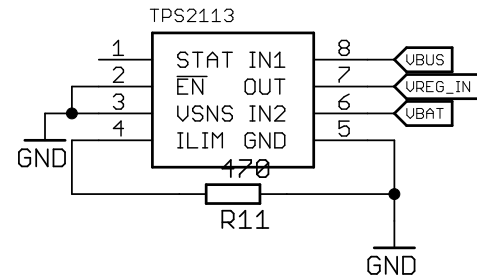 TPS2113
1 STAT IN1 8 VBUS
2 EN OUT 7 VREG_IN
3 VSNS IN2 6 VBAT
4 ILIM GND 5
GND
470
R11
GND